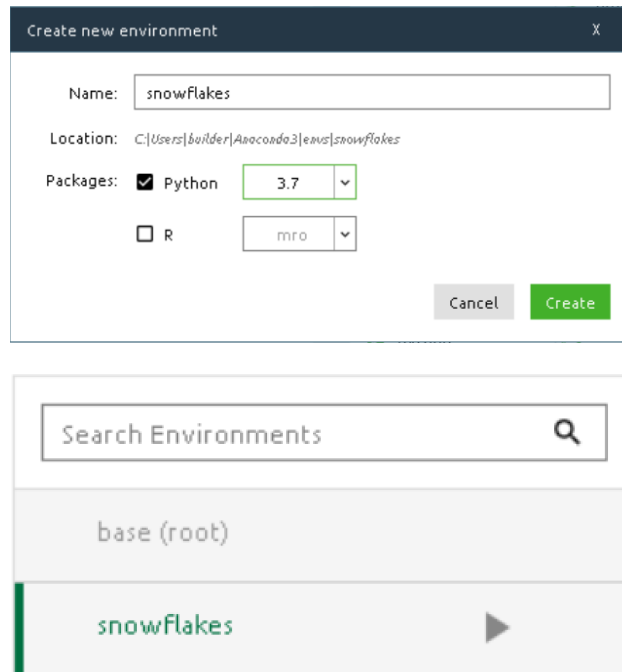 Create new environment X
Name: snowflakes
Location: C:\Users\builder\Anaconda3\envs\snowflakes
Packages: Python 3.7
R mro
Cancel Create
Search Environments
base (root)
snowflakes